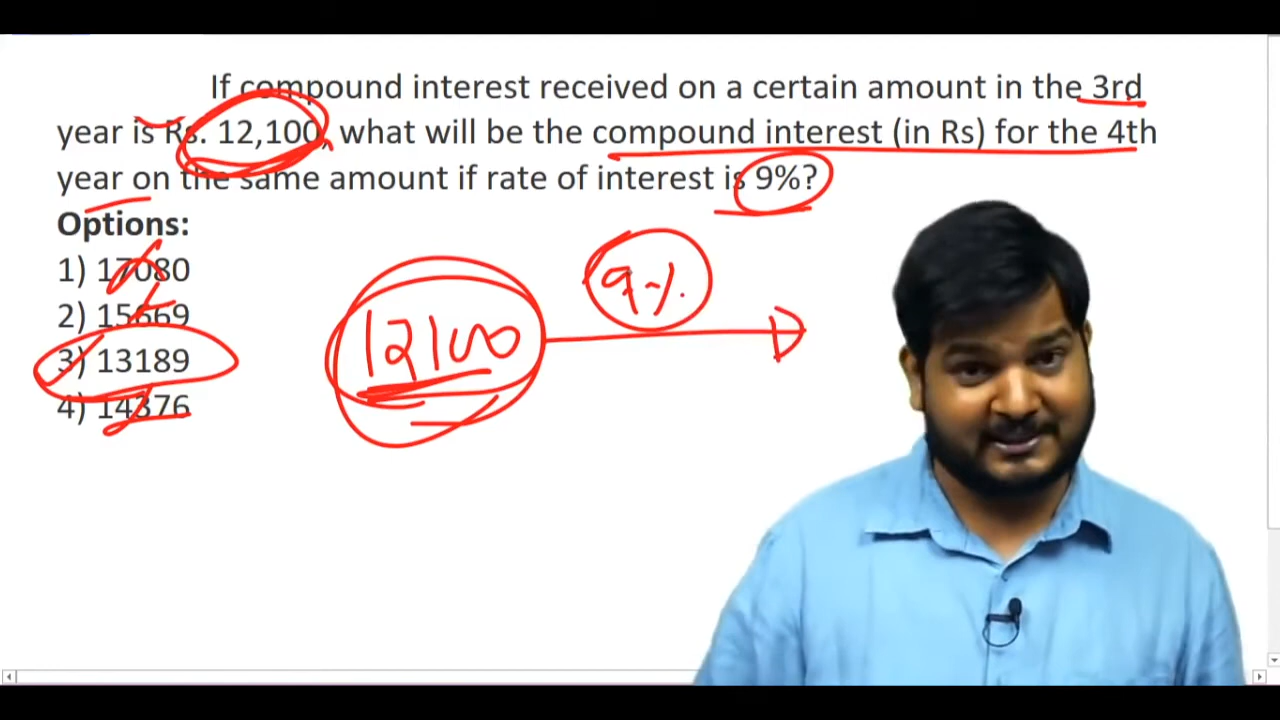 If compound interest received on a certain amount in the 3rd
year is Rs. 12,100, what will be the compound interest (in Rs) for the 4th
year on the same amount if rate of interest is 9%?
Options:
1) 17080
2) 15669
3) 13189
4) 14376
9%
12100